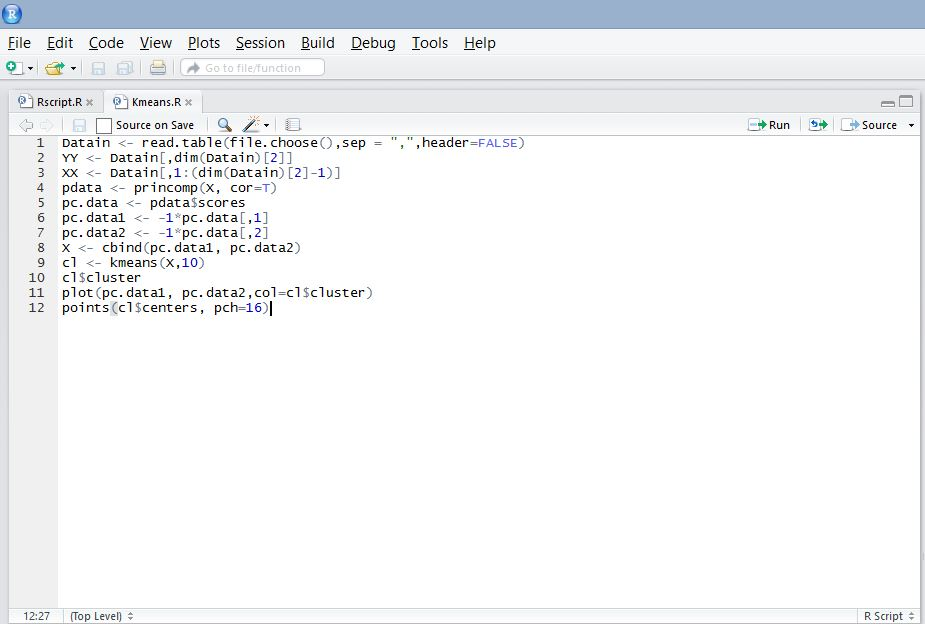 R
File Edit Code View Plots Session Build Debug Tools Help
Go to file/function
Rscript.R × Kmeans.R ×
Source on Save Run Source
1 Datain <- read.table(file.choose(),sep = ",",header=FALSE)
2 YY <- Datain[,dim(Datain)[2]]
3 XX <- Datain[,1:(dim(Datain)[2]-1)]
4 pdata <- princomp(X, cor=T)
5 pc.data <- pdata$scores
6 pc.data1 <- -1*pc.data[,1]
7 pc.data2 <- -1*pc.data[,2]
8 X <- cbind(pc.data1, pc.data2)
9 cl <- kmeans(X,10)
10 cl$cluster
11 plot(pc.data1, pc.data2,col=cl$cluster)
12 points(cl$centers, pch=16)
12:27 (Top Level) R Script